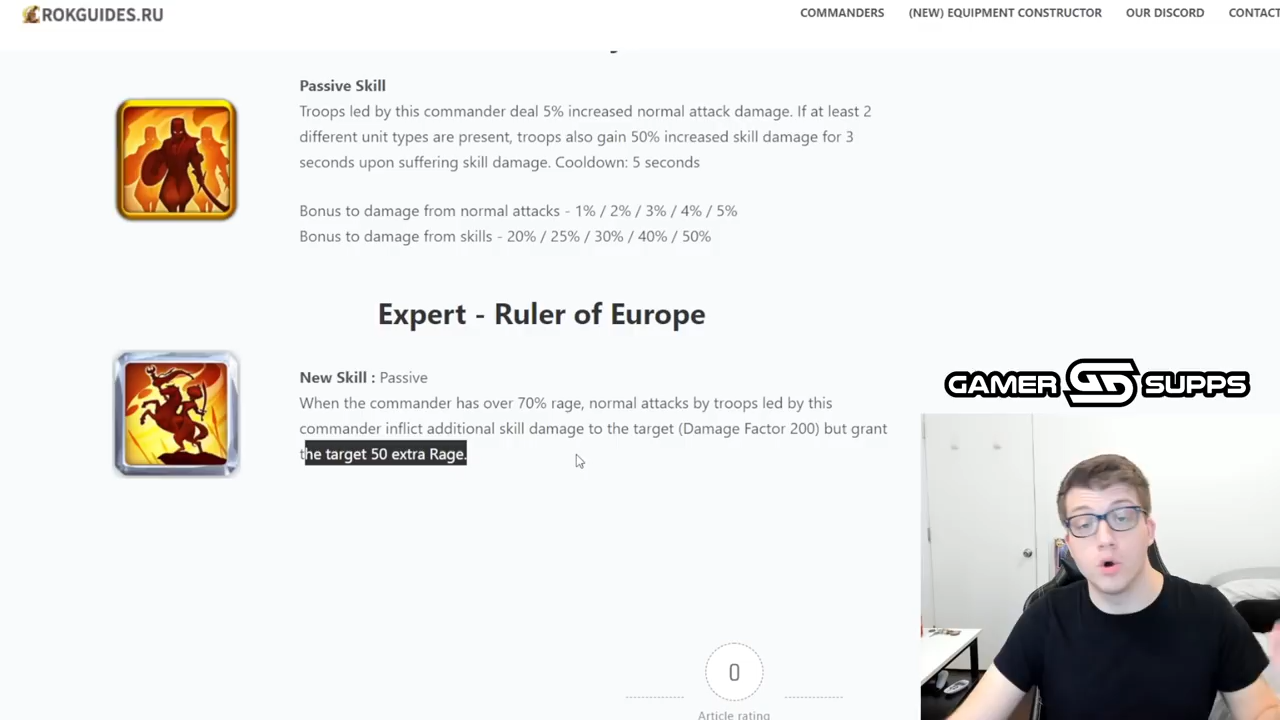 ROKGUIDES.RU
COMMANDERS
(NEW) EQUIPMENT CONSTRUCTOR
OUR DISCORD
CONTACT
Passive Skill
Troops led by this commander deal 5% increased normal attack damage. If at least 2
different unit types are present, troops also gain 50% increased skill damage for 3
seconds upon suffering skill damage. Cooldown: 5 seconds
Bonus to damage from normal attacks - 1% / 2% / 3% / 4% / 5%
Bonus to damage from skills - 20% / 25% / 30% / 40% / 50%
Expert - Ruler of Europe
New Skill : Passive
When the commander has over 70% rage, normal attacks by troops led by this
commander inflict additional skill damage to the target (Damage Factor 200) but grant
the target 50 extra Rage.
GAMER SUPPS
0
Article rating